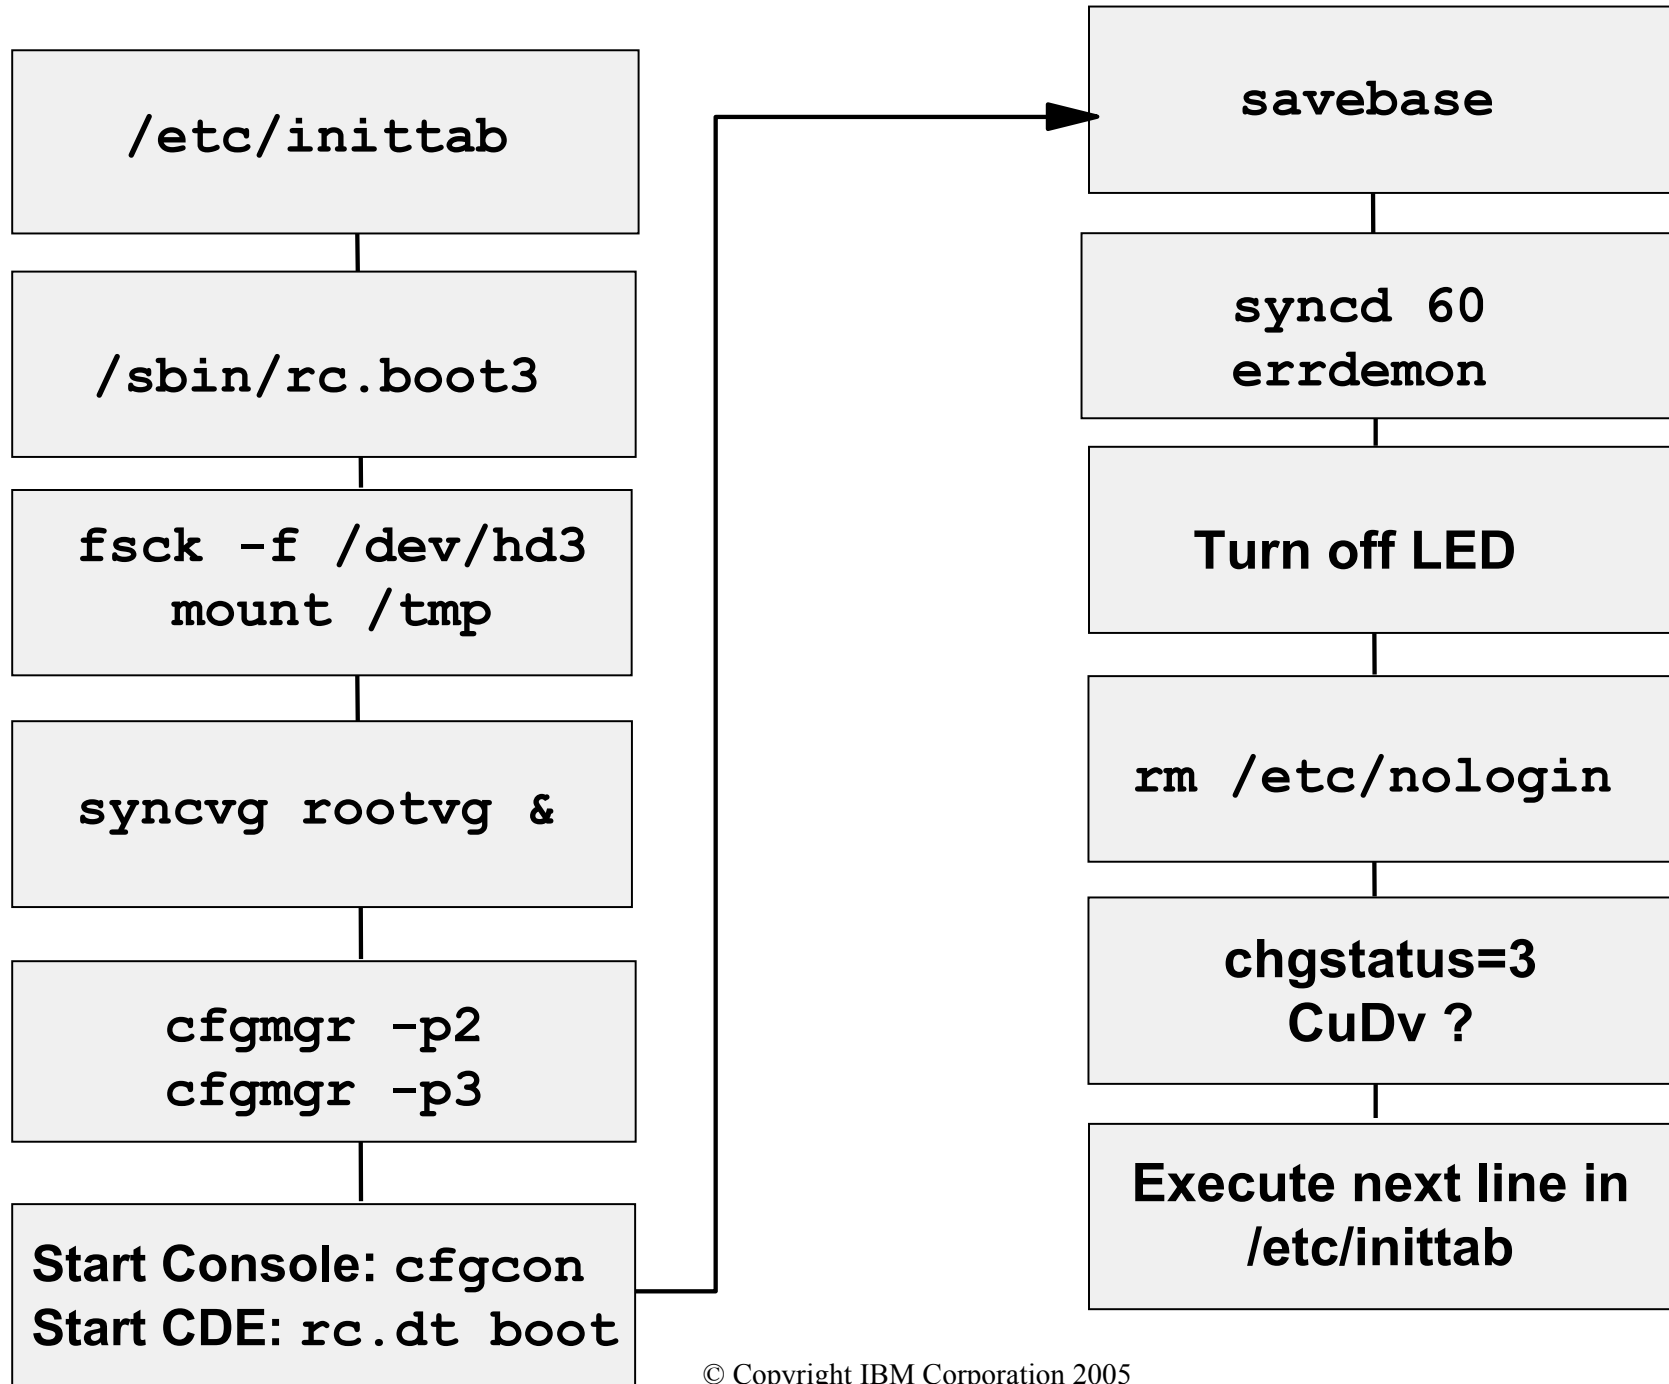 /etc/inittab
/sbin/rc.boot3
fsck -f /dev/hd3
mount /tmp
syncvg rootvg &
cfgmgr -p2
cfgmgr -p3
Start Console: cfgcon
Start CDE: rc.dt boot
savebase
syncd 60
errdemon
Turn off LED
rm /etc/nologin
chgstatus=3
CuDv ?
Execute next line in
/etc/inittab
© Copyright IBM Corporation 2005